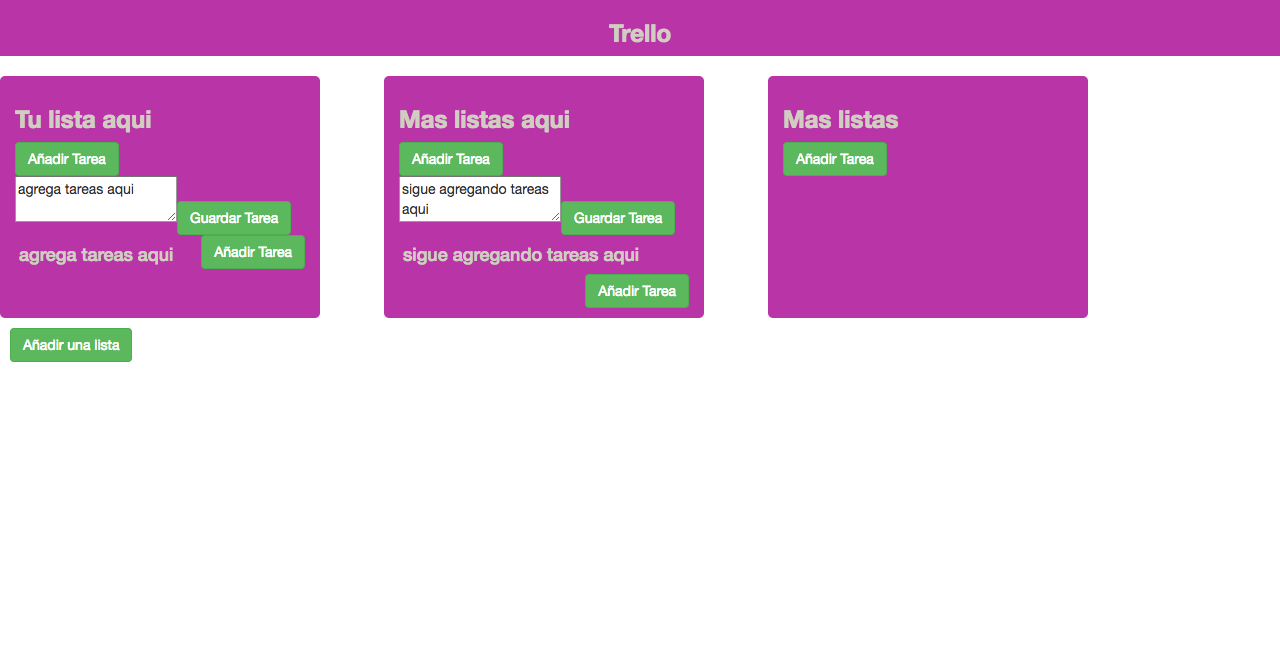 Trello
Tu lista aqui
Añadir Tarea
agrega tareas aqui
Guardar Tarea
agrega tareas aqui
Añadir Tarea
Mas listas aqui
Añadir Tarea
sigue agregando tareas
aqui
Guardar Tarea
sigue agregando tareas aqui
Añadir Tarea
Mas listas
Añadir Tarea
Añadir una lista